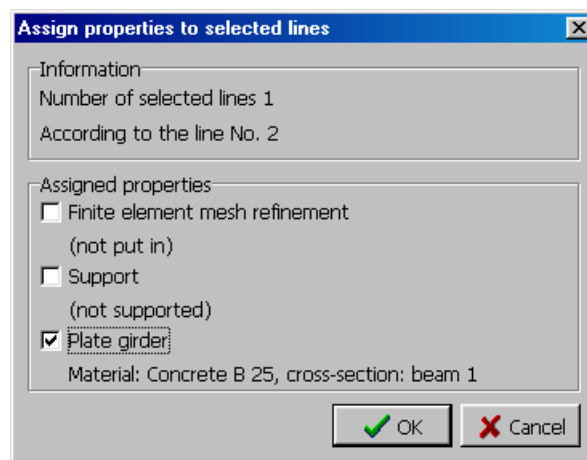 Assign properties to selected lines
Information
Number of selected lines 1
According to the line No. 2
Assigned properties
Finite element mesh refinement
(not put in)
Support
(not supported)
Plate girder
Material: Concrete B 25, cross-section: beam 1
OK
Cancel